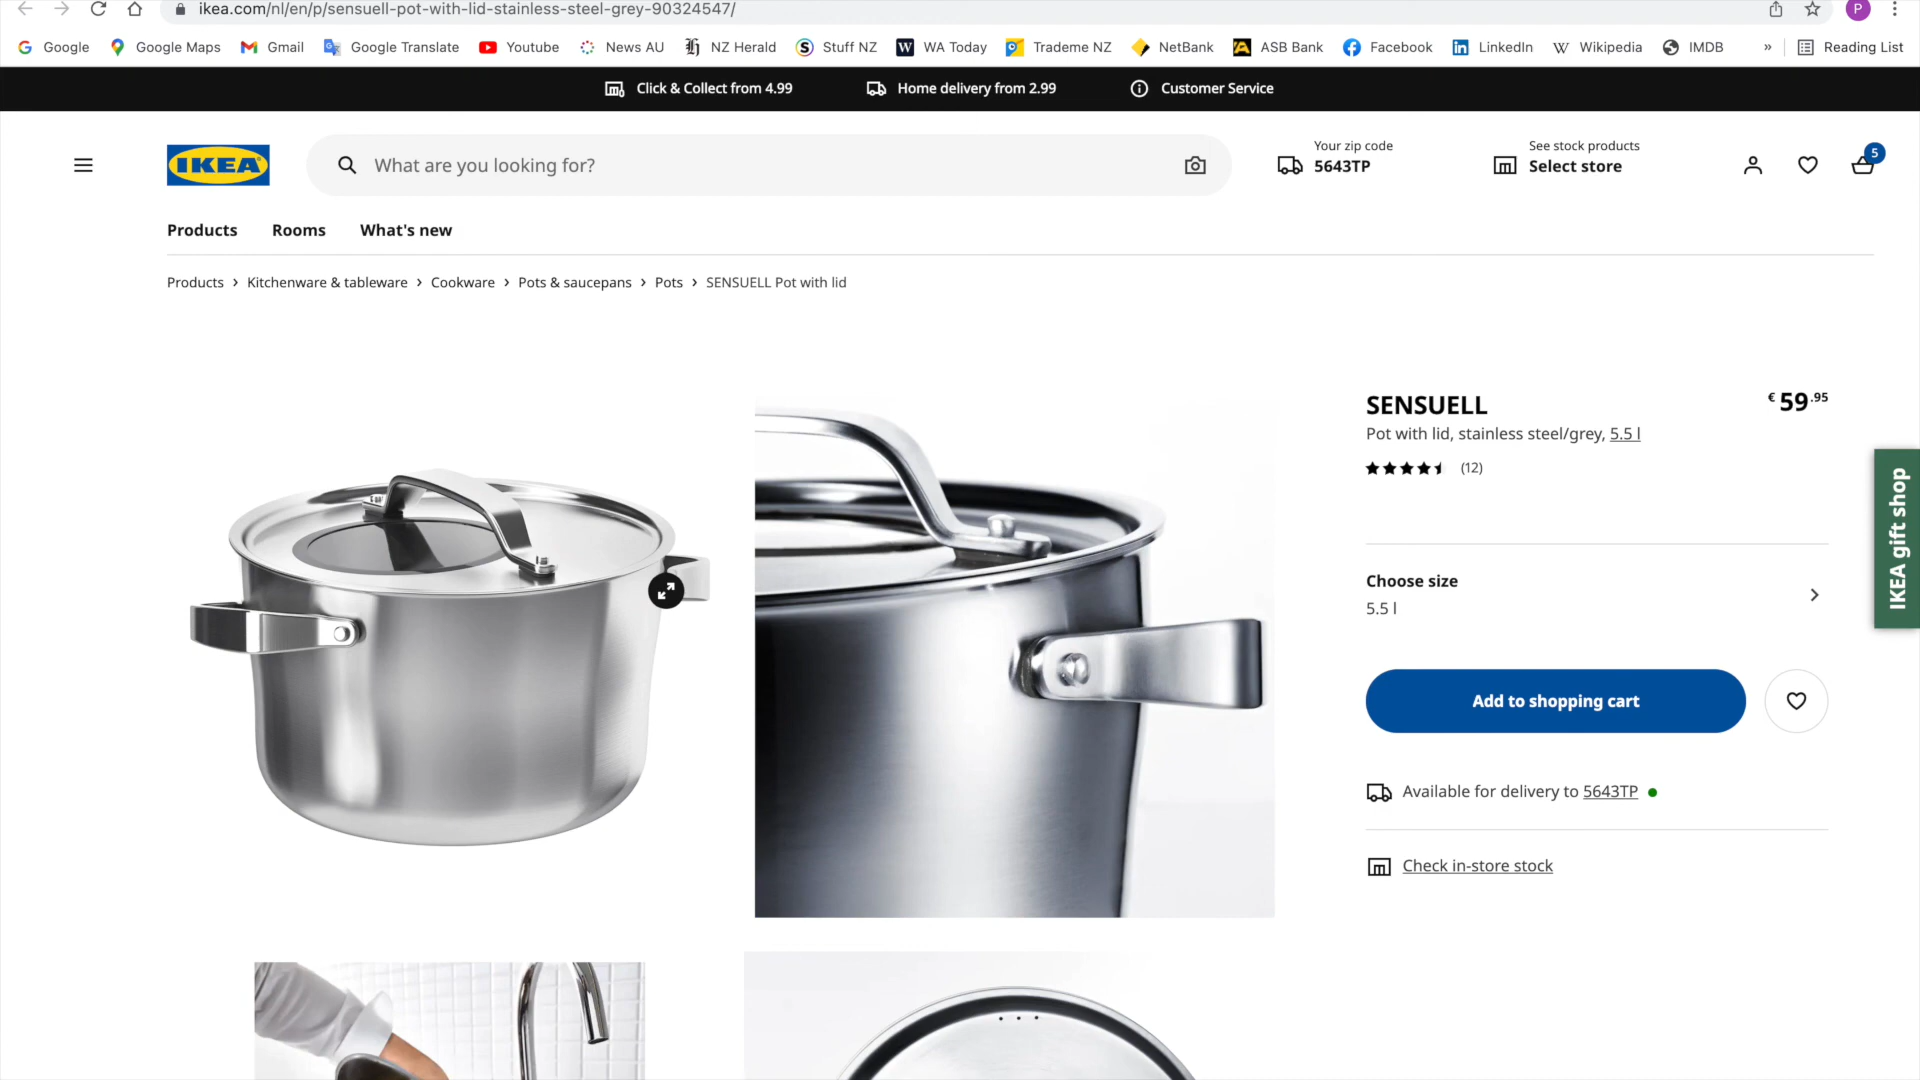 ikea.com/nl/en/p/sensuell-pot-with-lid-stainless-steel-grey-90324547/
P
Google Google Maps Gmail Google Translate Youtube News AU NZ Herald Stuff NZ WA Today Trademe NZ NetBank ASB Bank Facebook LinkedIn Wikipedia IMDB » Reading List
Click & Collect from 4.99 Home delivery from 2.99 Customer Service
IKEA
What are you looking for?
Your zip code
5643TP
See stock products
Select store
5
Products Rooms What's new
Products > Kitchenware & tableware > Cookware > Pots & saucepans > Pots > SENSUELL Pot with lid
SENSUELL
€ 59.95
Pot with lid, stainless steel/grey, 5.5 l
(12)
Choose size
5.5 l
Add to shopping cart
Available for delivery to 5643TP
Check in-store stock
IKEA gift shop